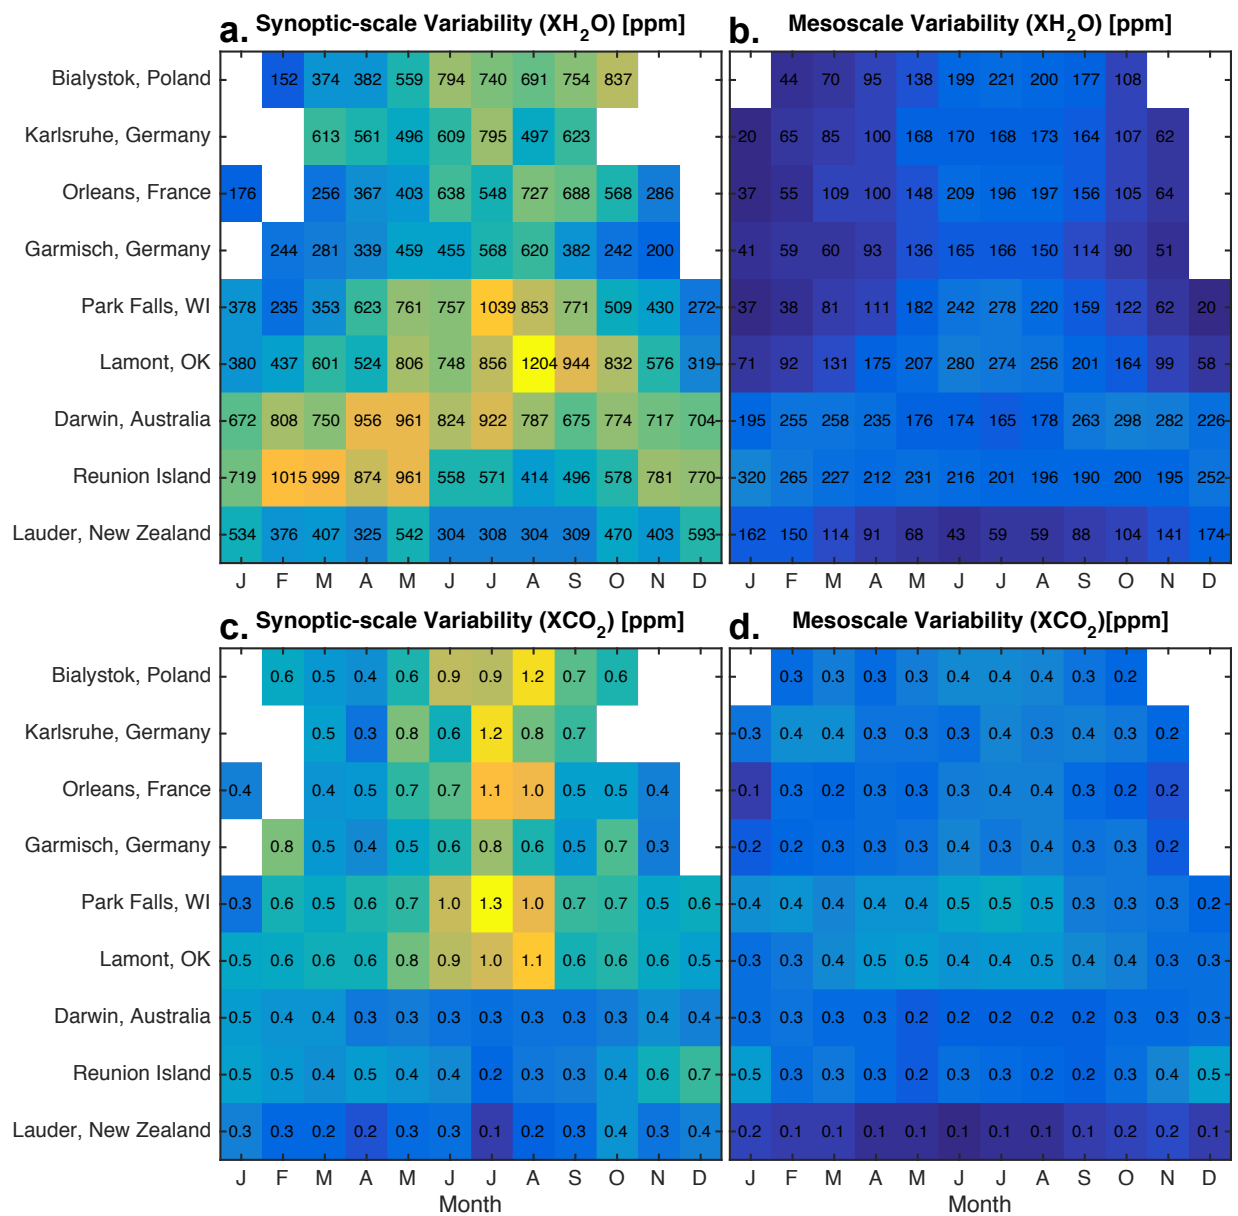 a. Synoptic-scale Variability (XH2O) [ppm]
Bialystok, Poland 152 374 382 559 794 740 691 754 837
Karlsruhe, Germany 613 561 496 609 795 497 623
Orleans, France 176 256 367 403 638 548 727 688 568 286
Garmisch, Germany 244 281 339 459 455 568 620 382 242 200
Park Falls, WI 378 235 353 623 761 757 1039 853 771 509 430 272
Lamont, OK 380 437 601 524 806 748 856 1204 944 832 576 319
Darwin, Australia 672 808 750 956 961 824 922 787 675 774 717 704
Reunion Island 719 1015 999 874 961 558 571 414 496 578 781 770
Lauder, New Zealand 534 376 407 325 542 304 308 304 309 470 403 593
J F M A M J J A S O N D
b. Mesoscale Variability (XH2O) [ppm]
44 70 95 138 199 221 200 177 108
20 65 85 100 168 170 168 173 164 107 62
37 55 109 100 148 209 196 197 156 105 64
41 59 60 93 136 165 166 150 114 90 51
37 38 81 111 182 242 278 220 159 122 62 20
71 92 131 175 207 280 274 256 201 164 99 58
195 255 258 235 176 174 165 178 263 298 282 226
320 265 227 212 231 216 201 196 190 200 195 252
162 150 114 91 68 43 59 59 88 104 141 174
J F M A M J J A S O N D
c. Synoptic-scale Variability (XCO2) [ppm]
Bialystok, Poland 0.6 0.5 0.4 0.6 0.9 0.9 1.2 0.7 0.6
Karlsruhe, Germany 0.5 0.3 0.8 0.6 1.2 0.8 0.7
Orleans, France 0.4 0.4 0.5 0.7 0.7 1.1 1.0 0.5 0.5 0.4
Garmisch, Germany 0.8 0.5 0.4 0.5 0.6 0.8 0.6 0.5 0.7 0.3
Park Falls, WI 0.3 0.6 0.5 0.6 0.7 1.0 1.3 1.0 0.7 0.7 0.5 0.6
Lamont, OK 0.5 0.6 0.6 0.6 0.8 0.9 1.0 1.1 0.6 0.6 0.6 0.5
Darwin, Australia 0.5 0.4 0.4 0.3 0.3 0.3 0.3 0.3 0.3 0.3 0.4 0.4
Reunion Island 0.5 0.5 0.4 0.5 0.4 0.4 0.2 0.3 0.3 0.4 0.6 0.7
Lauder, New Zealand 0.3 0.3 0.2 0.2 0.3 0.3 0.1 0.2 0.3 0.4 0.3 0.4
J F M A M J J A S O N D
Month
d. Mesoscale Variability (XCO2)[ppm]
0.3 0.3 0.3 0.3 0.4 0.4 0.4 0.3 0.2
0.3 0.4 0.4 0.3 0.3 0.3 0.4 0.3 0.4 0.3 0.2
0.1 0.3 0.2 0.3 0.3 0.3 0.4 0.4 0.3 0.2 0.2
0.2 0.2 0.3 0.3 0.3 0.4 0.3 0.4 0.3 0.3 0.2
0.4 0.4 0.4 0.4 0.4 0.5 0.5 0.5 0.3 0.3 0.3 0.2
0.3 0.3 0.4 0.5 0.5 0.4 0.4 0.5 0.4 0.4 0.3 0.3
0.3 0.3 0.3 0.3 0.2 0.2 0.2 0.2 0.2 0.3 0.3 0.3
0.5 0.3 0.3 0.3 0.2 0.3 0.3 0.2 0.2 0.3 0.4 0.5
0.2 0.1 0.1 0.1 0.1 0.1 0.1 0.1 0.1 0.2 0.2 0.1
J F M A M J J A S O N D
Month